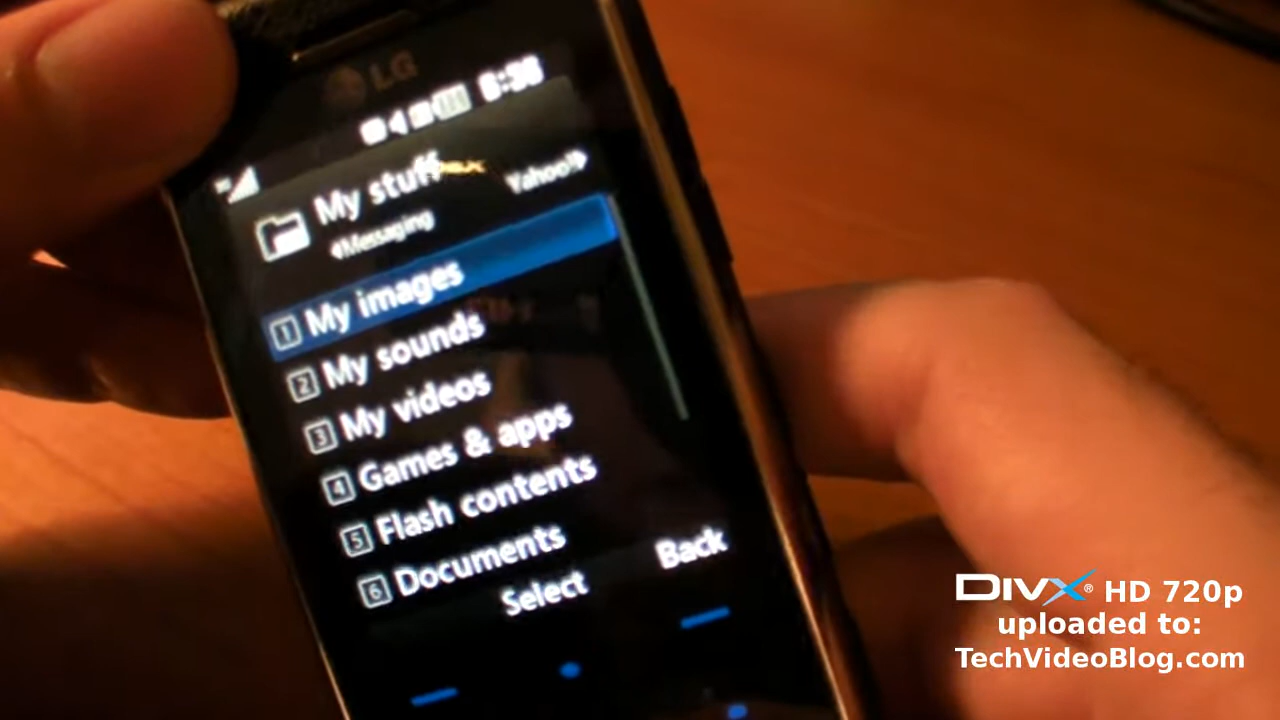 LG
My stuff
Messaging
Yahoo!
1 My images
2 My sounds
3 My videos
4 Games & apps
5 Flash contents
6 Documents
Select
Back
DivX® HD 720p
uploaded to:
TechVideoBlog.com